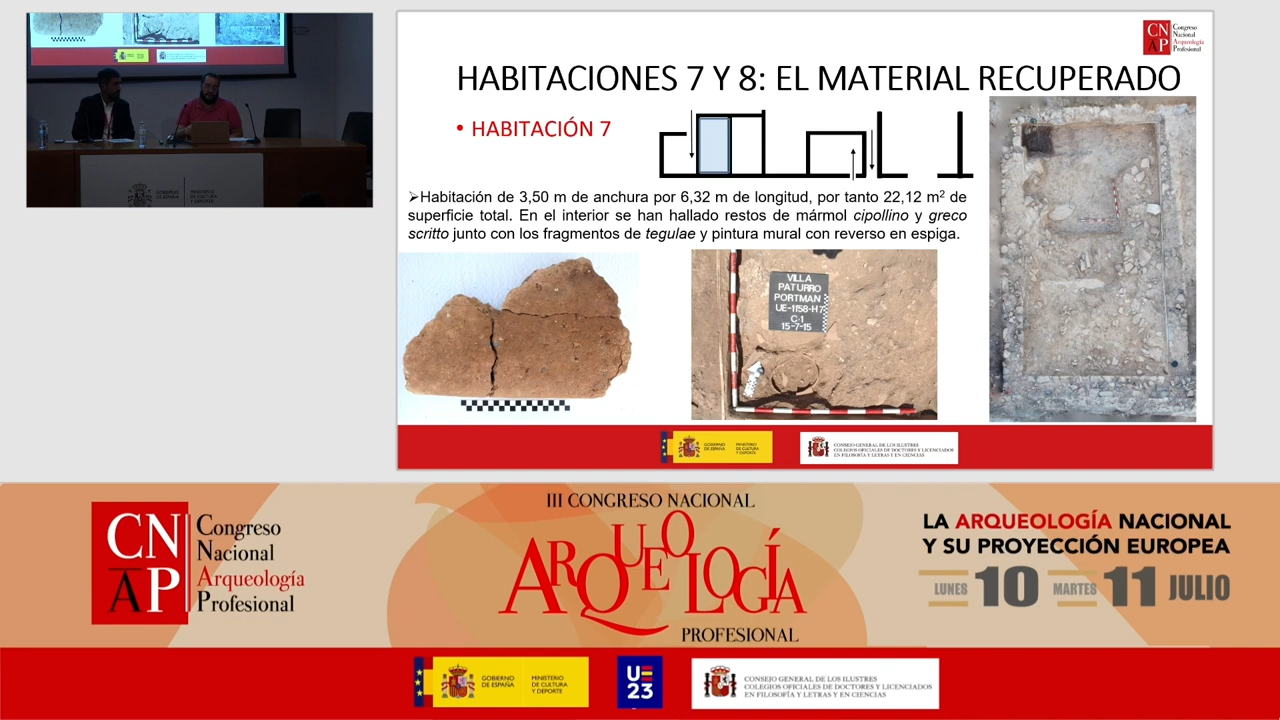 GOBIERNO
DE ESPAÑA
MINISTERIO
DE CULTURA
Y DEPORTE
CN
AP
Congreso
Nacional
Arqueología
Profesional
HABITACIONES 7 Y 8: EL MATERIAL RECUPERADO
• HABITACIÓN 7
➢Habitación de 3,50 m de anchura por 6,32 m de longitud, por tanto 22,12 m² de
superficie total. En el interior se han hallado restos de mármol cipollino y greco
scritto junto con los fragmentos de tegulae y pintura mural con reverso en espiga.
VILLA
PATURRO
PORTMAN
UE-1158-H7
C-1
15-7-15
GOBIERNO
DE ESPAÑA
MINISTERIO
DE CULTURA
Y DEPORTE
CONSEJO GENERAL DE LOS ILUSTRES
COLEGIOS OFICIALES DE DOCTORES Y LICENCIADOS
EN FILOSOFÍA Y LETRAS Y EN CIENCIAS
CN
AP
Congreso
Nacional
Arqueología
Profesional
III CONGRESO NACIONAL
ARQUEOLOGÍA
PROFESIONAL
LA ARQUEOLOGÍA NACIONAL
Y SU PROYECCIÓN EUROPEA
LUNES 10 MARTES 11 JULIO
GOBIERNO
DE ESPAÑA
MINISTERIO
DE CULTURA
Y DEPORTE
UE
23
CONSEJO GENERAL DE LOS ILUSTRES
COLEGIOS OFICIALES DE DOCTORES Y LICENCIADOS
EN FILOSOFÍA Y LETRAS Y EN CIENCIAS